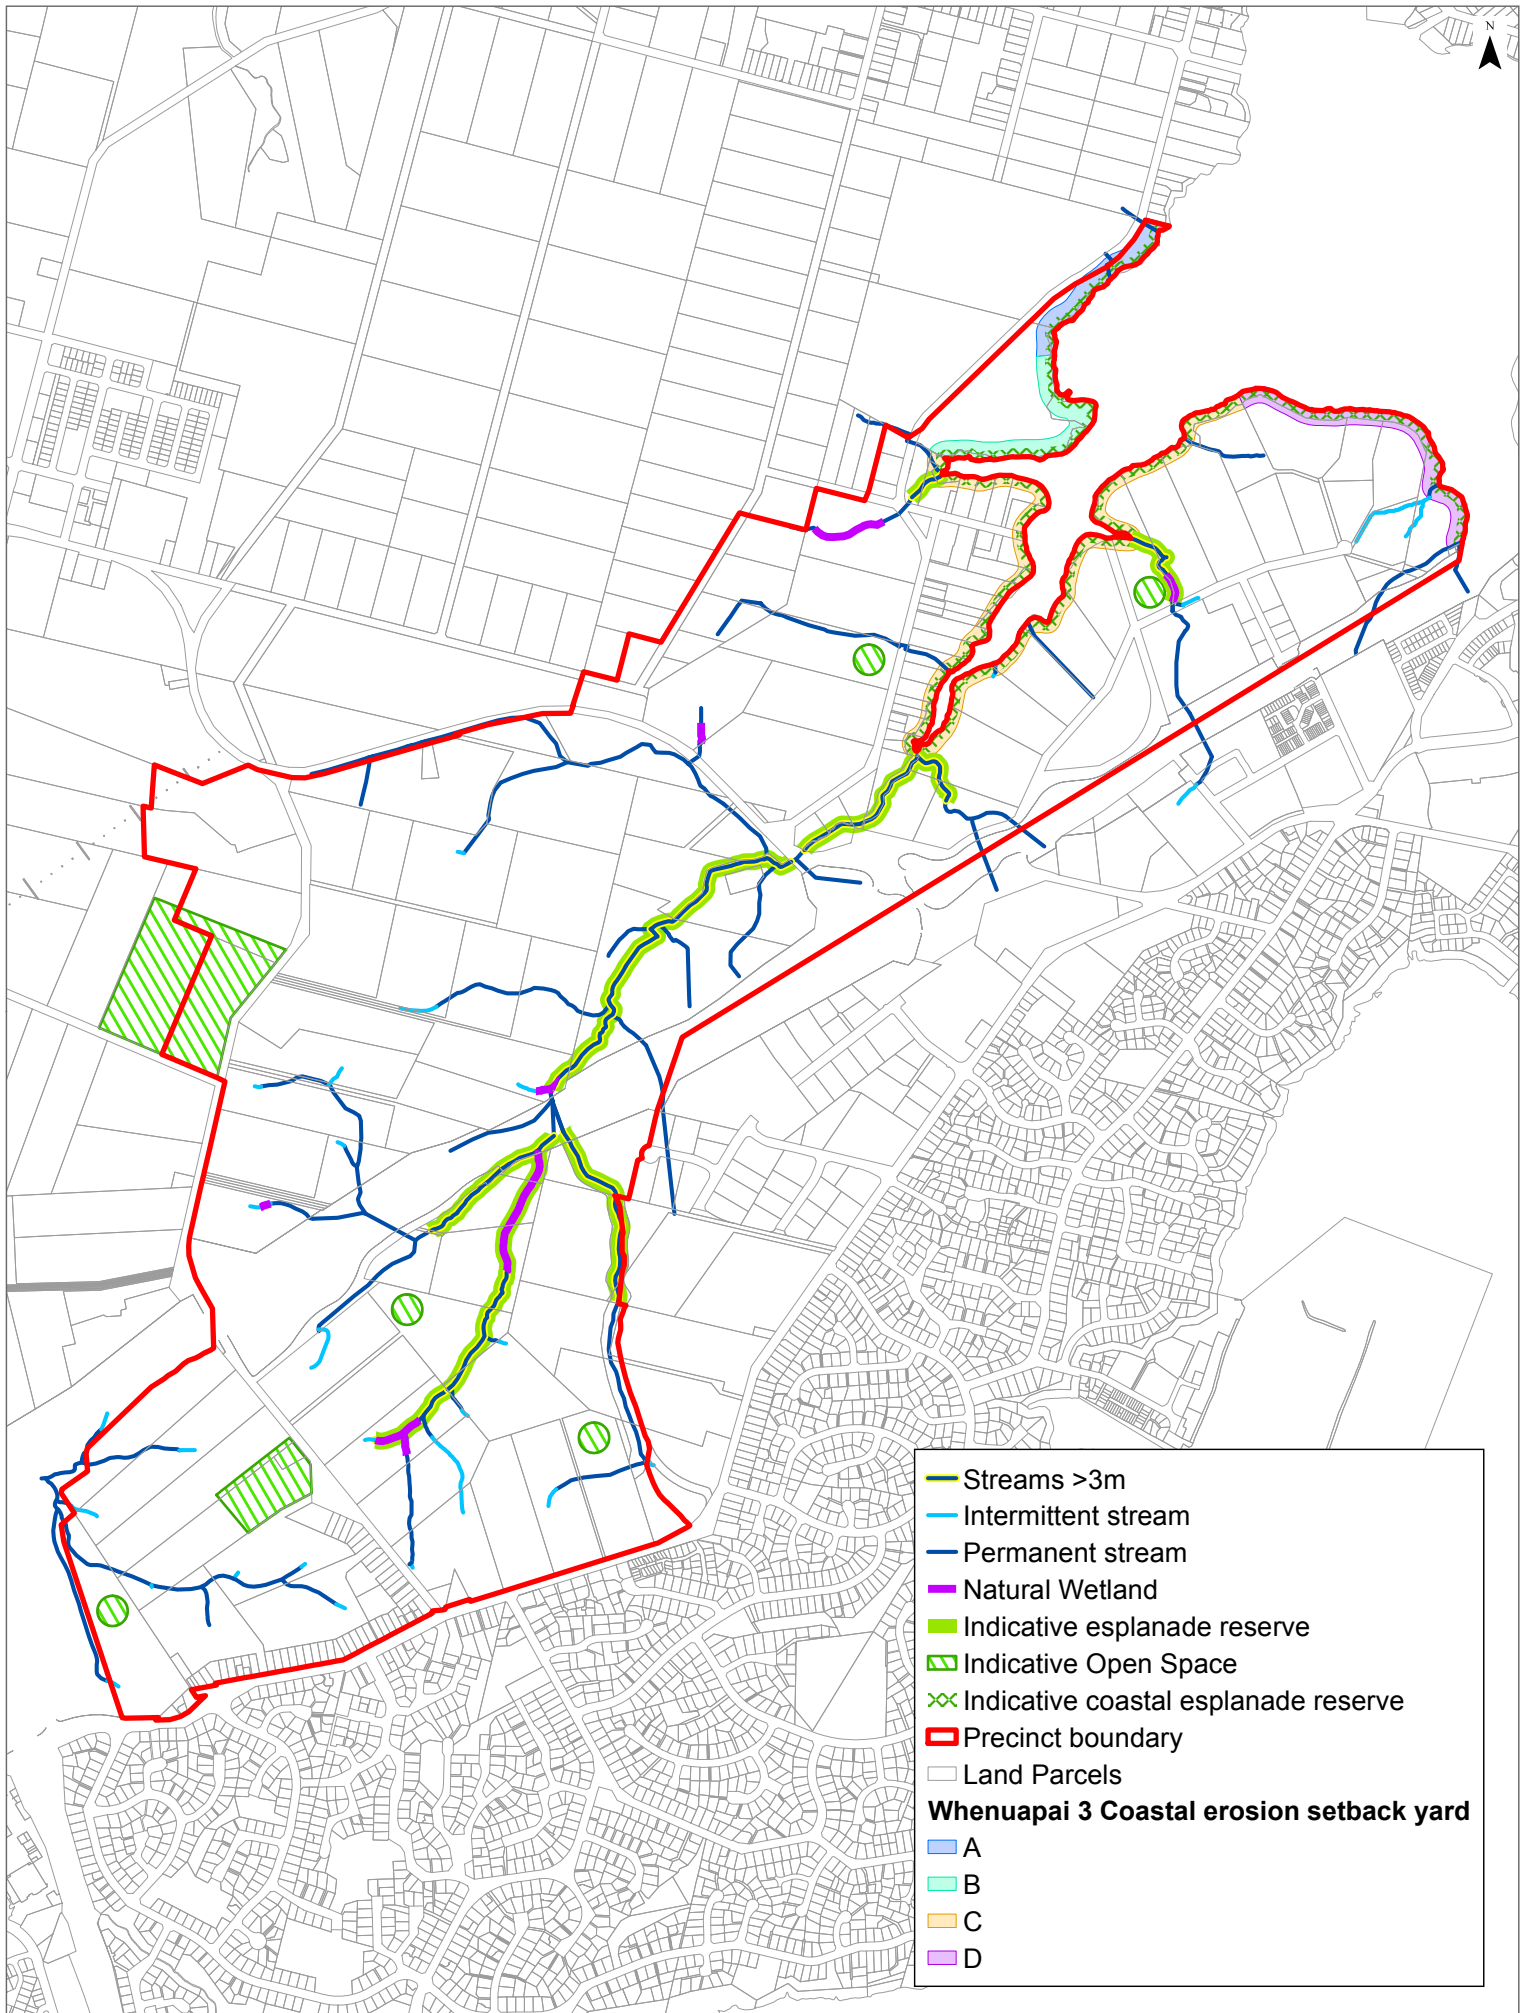 N
Streams >3m
Intermittent stream
Permanent stream
Natural Wetland
Indicative esplanade reserve
Indicative Open Space
Indicative coastal esplanade reserve
Precinct boundary
Land Parcels
Whenuapai 3 Coastal erosion setback yard
A
B
C
D